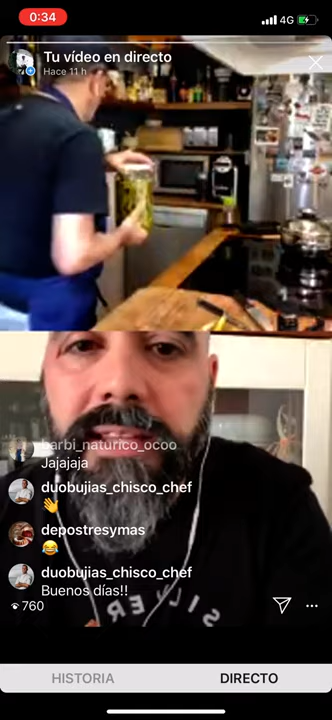 0:34
4G
Tu vídeo en directo
Hace 11 h
barbi_naturico_ocoo
Jajajaja
duobujias_chisco_chef
👋
depostresymas
😂
duobujias_chisco_chef
Buenos días!!
760
SILVER
HISTORIA
DIRECTO